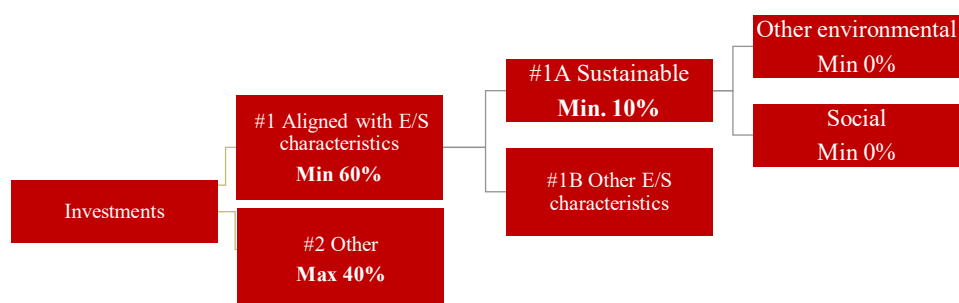 Investments
#1 Aligned with E/S
characteristics
Min 60%
#2 Other
Max 40%
#1A Sustainable
Min. 10%
#1B Other E/S
characteristics
Other environmental
Min 0%
Social
Min 0%